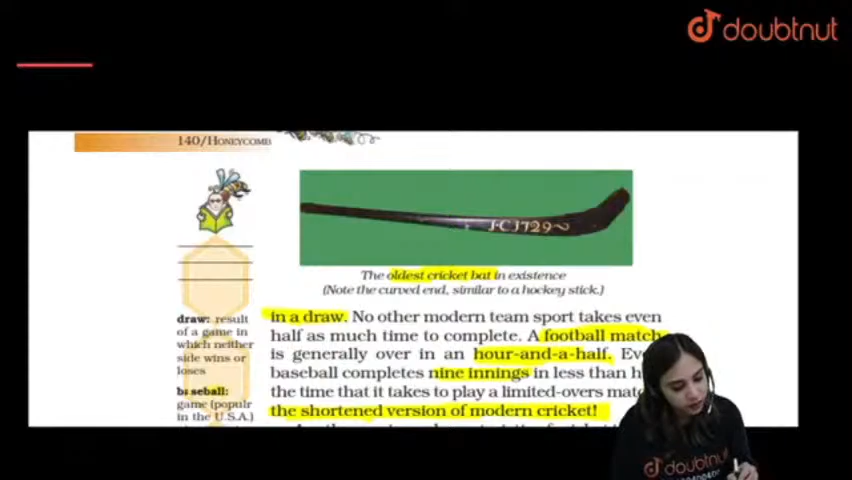 doubtnut
140/HONEYCOMB
J·C 1729
The oldest cricket bat in existence
(Note the curved end, similar to a hockey stick.)
in a draw. No other modern team sport takes even
half as much time to complete. A football match
is generally over in an hour-and-a-half.
baseball completes nine innings in less than
the time that it takes to play a limited-overs
the shortened version of modern cricket!
draw: result
of a game in
which neither
side wins or
loses
baseball:
game (populr
in the U.S.A.)
doubtnut